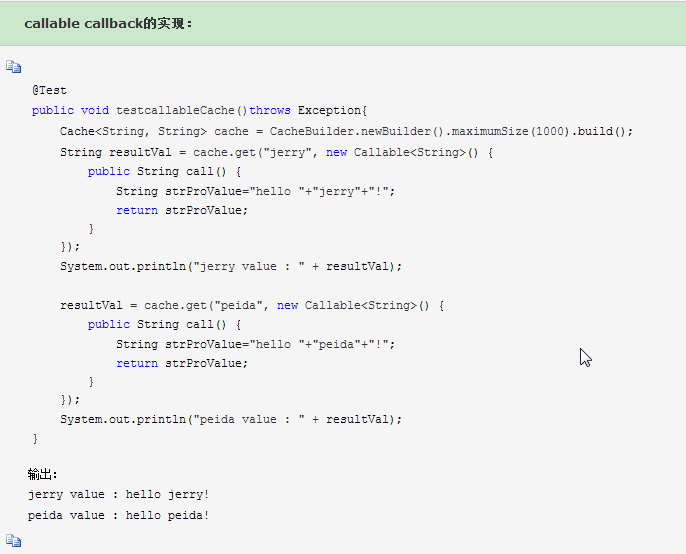 callable callback的实现：
@Test
public void testcallableCache()throws Exception{
    Cache<String, String> cache = CacheBuilder.newBuilder().maximumSize(1000).build();
    String resultVal = cache.get("jerry", new Callable<String>() {
        public String call() {
            String strProValue="hello "+"jerry"+"!";
            return strProValue;
        }
    });
    System.out.println("jerry value : " + resultVal);
    resultVal = cache.get("peida", new Callable<String>() {
        public String call() {
            String strProValue="hello "+"peida"+"!";
            return strProValue;
        }
    });
    System.out.println("peida value : " + resultVal);
}
输出：
jerry value : hello jerry!
peida value : hello peida!